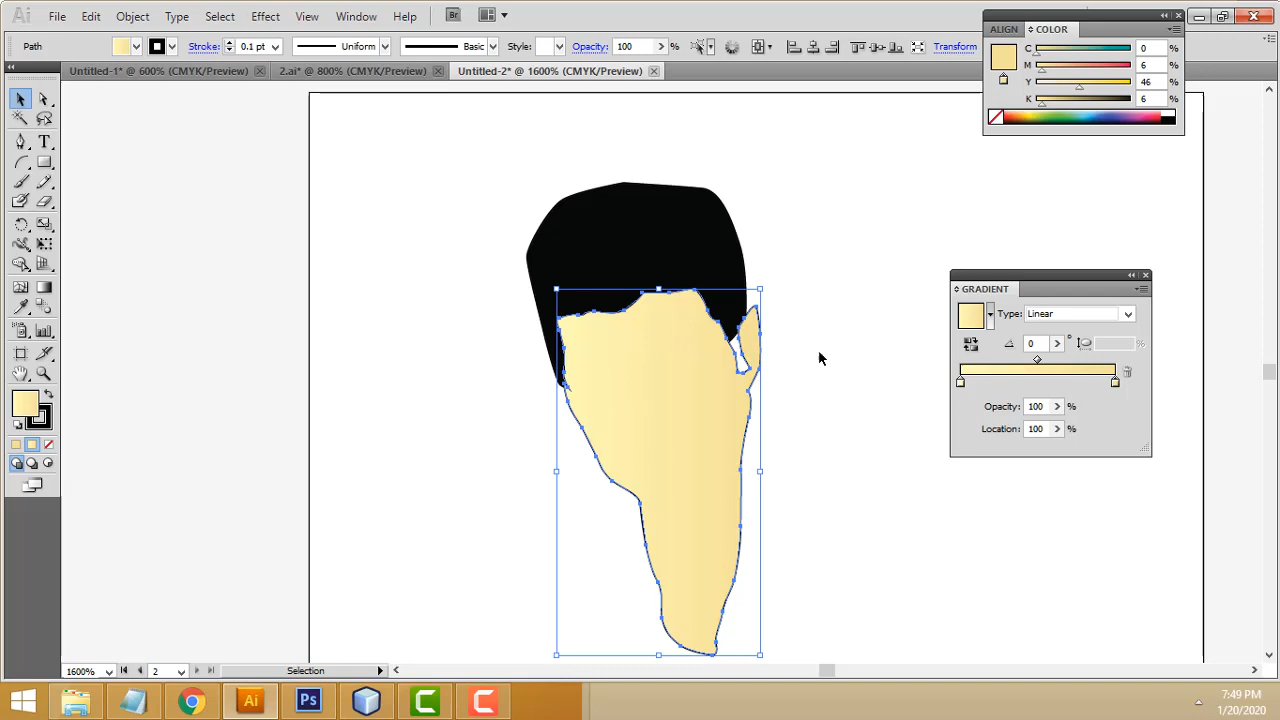 Ai File Edit Object Type Select Effect View Window Help Br
Path Stroke: 0.1 pt Uniform Basic Style: Opacity: 100 % Transform
Untitled-1* @ 600% (CMYK/Preview) 2.ai* @ 800% (CMYK/Preview) Untitled-2* @ 1600% (CMYK/Preview)
ALIGN COLOR
C 0 %
M 6 %
Y 46 %
K 6 %
T
GRADIENT
Type: Linear
0 ° %
Opacity: 100 %
Location: 100 %
1600% 2 Selection
Ai Ps C C
7:49 PM
1/20/2020